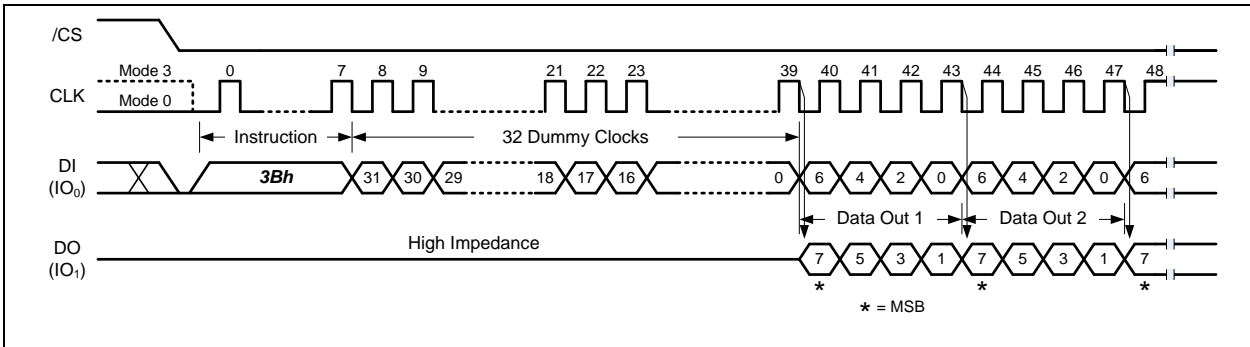 /CS
Mode 3 0 7 8 9 21 22 23 39 40 41 42 43 44 45 46 47 48
CLK
Mode 0
Instruction 32 Dummy Clocks
DI
(IO0)
3Bh 31 30 29 18 17 16 0 6 4 2 0 6 4 2 0 6
Data Out 1 Data Out 2
High Impedance
DO
(IO1)
7 5 3 1 7 5 3 1 7
* * *
* = MSB